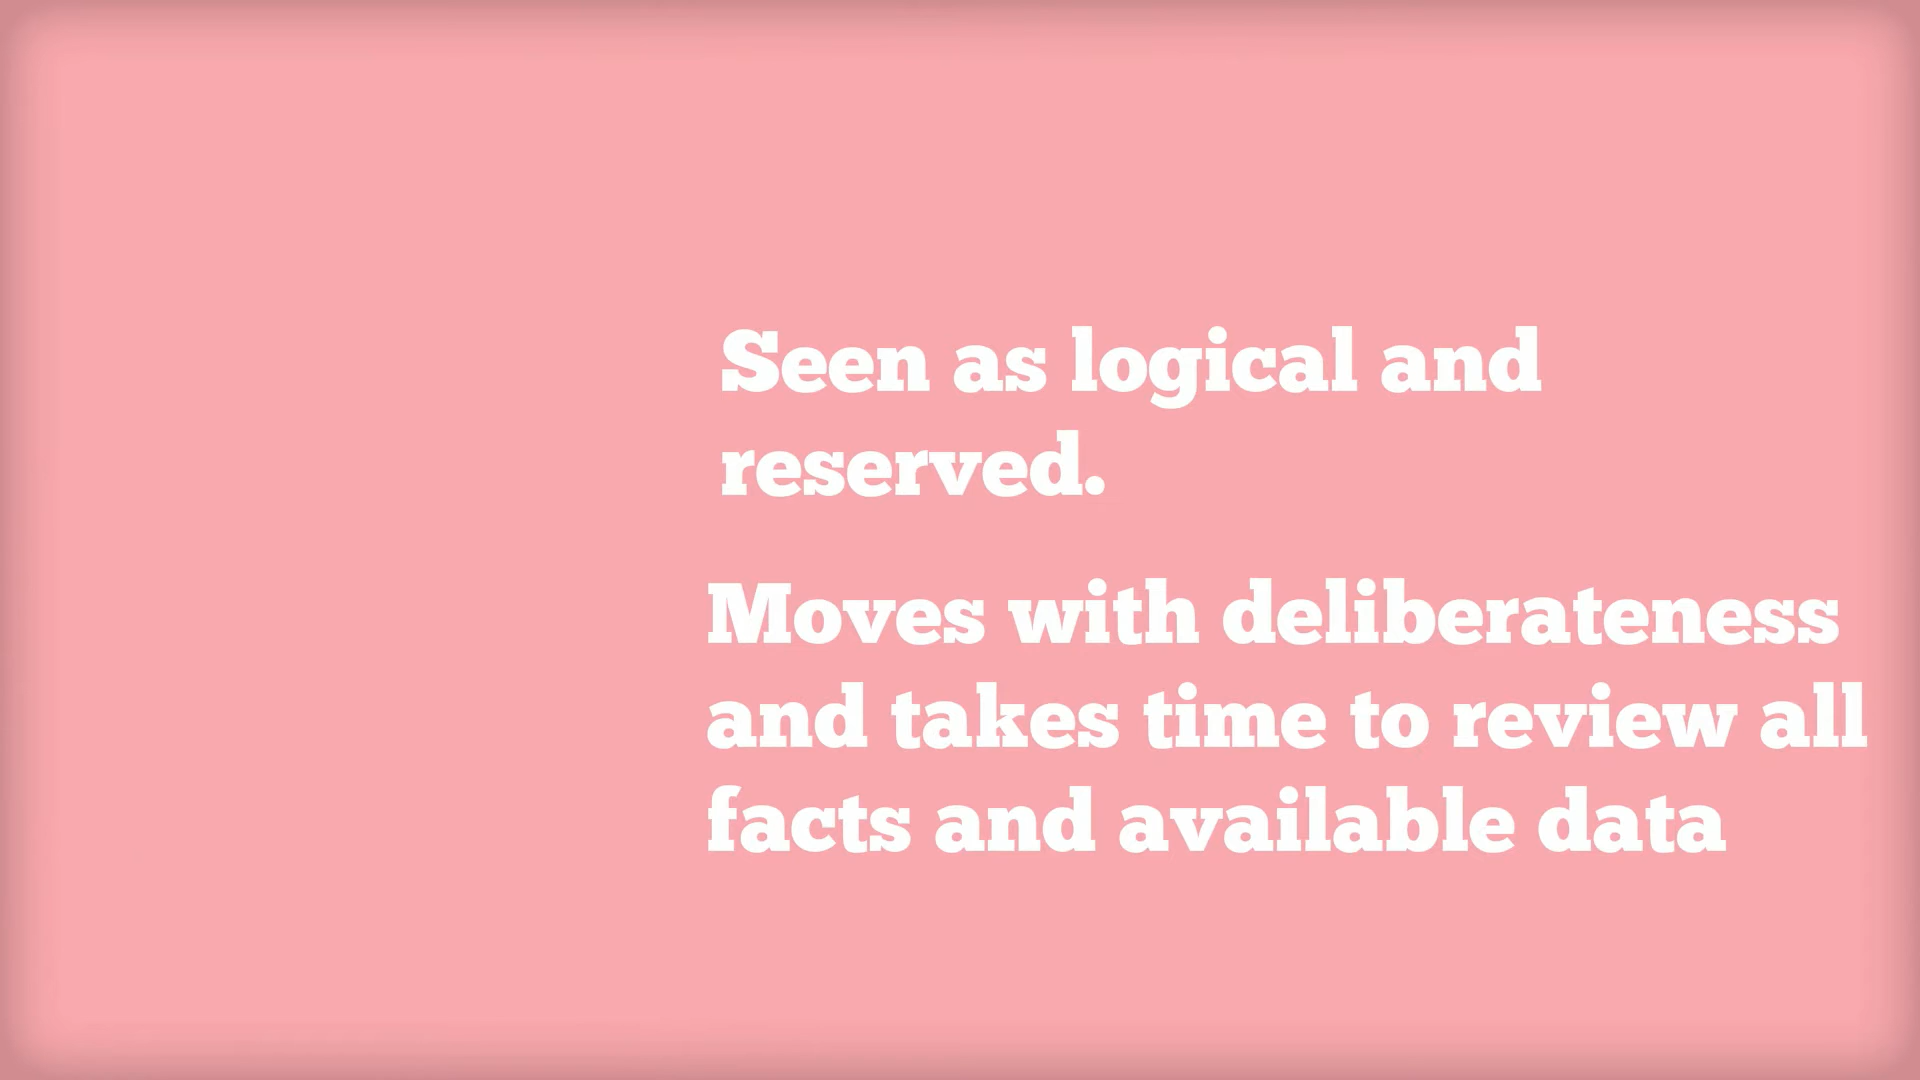 Seen as logical and
reserved.
Moves with deliberateness
and takes time to review all
facts and available data